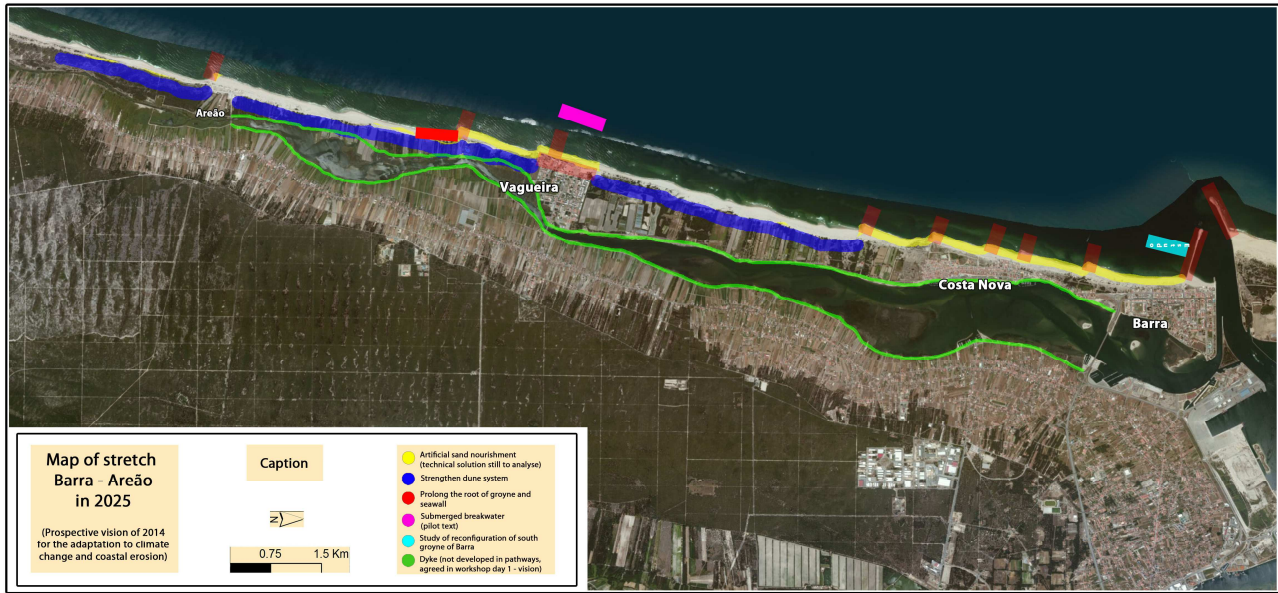 Areão
Vagueira
Costa Nova
Barra
Map of stretch
Barra - Areão
in 2025
(Prospective vision of 2014
for the adaptation to climate
change and coastal erosion)
Caption
N
0.75 1.5 Km
Artificial sand nourishment
(technical solution still to analyse)
Strengthen dune system
Prolong the root of groyne and
seawall
Submerged breakwater
(pilot text)
Study of reconfiguration of south
groyne of Barra
Dyke (not developed in pathways,
agreed in workshop day 1 - vision)